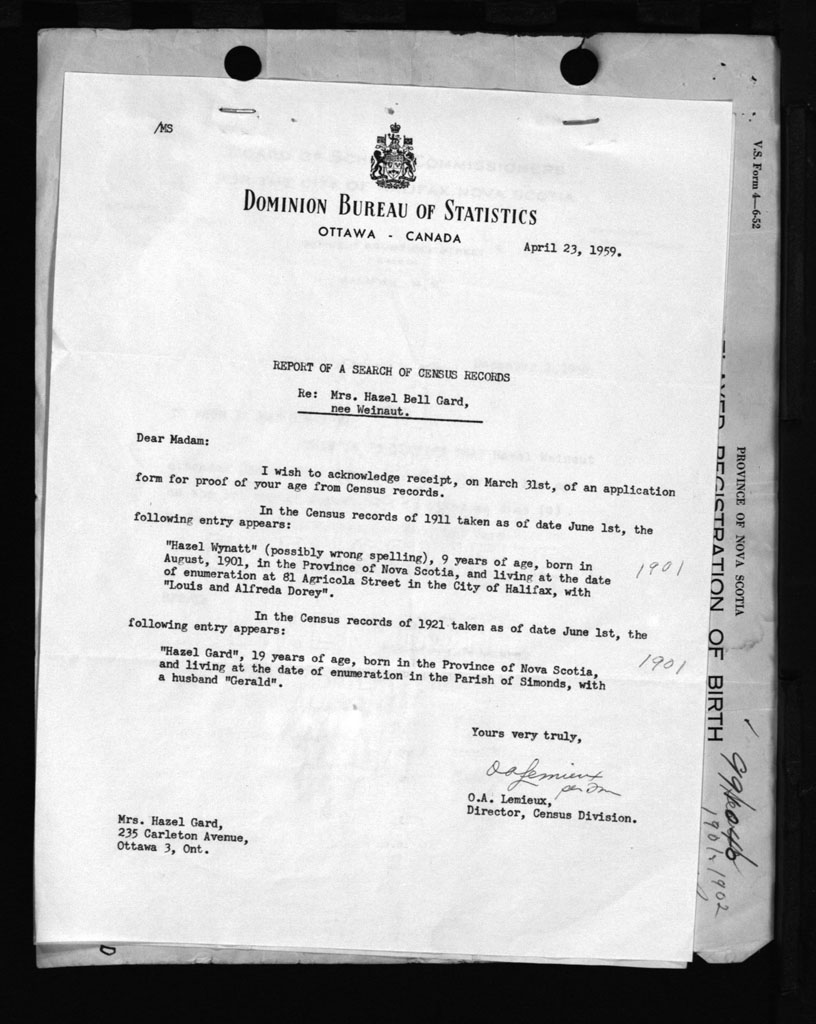 /MS
DOMINION BUREAU OF STATISTICS
OTTAWA - CANADA
April 23, 1959.
REPORT OF A SEARCH OF CENSUS RECORDS
Re: Mrs. Hazel Bell Gard,
nee Weinaut.
Dear Madam:
I wish to acknowledge receipt, on March 31st, of an application
form for proof of your age from Census records.
In the Census records of 1911 taken as of date June 1st, the
following entry appears:
"Hazel Wynatt" (possibly wrong spelling), 9 years of age, born in
August, 1901, in the Province of Nova Scotia, and living at the date
of enumeration at 81 Agricola Street in the City of Halifax, with
"Louis and Alfreda Dorey".
1901
In the Census records of 1921 taken as of date June 1st, the
following entry appears:
"Hazel Gard", 19 years of age, born in the Province of Nova Scotia,
and living at the date of enumeration in the Parish of Simonds, with
a husband "Gerald".
1901
Yours very truly,
O A Lemieux
per
O.A. Lemieux,
Director, Census Division.
Mrs. Hazel Gard,
235 Carleton Avenue,
Ottawa 3, Ont.
V.S. Form 4—6-52
PROVINCE OF NOVA SCOTIA
REGISTRATION OF BIRTH
1901-1902